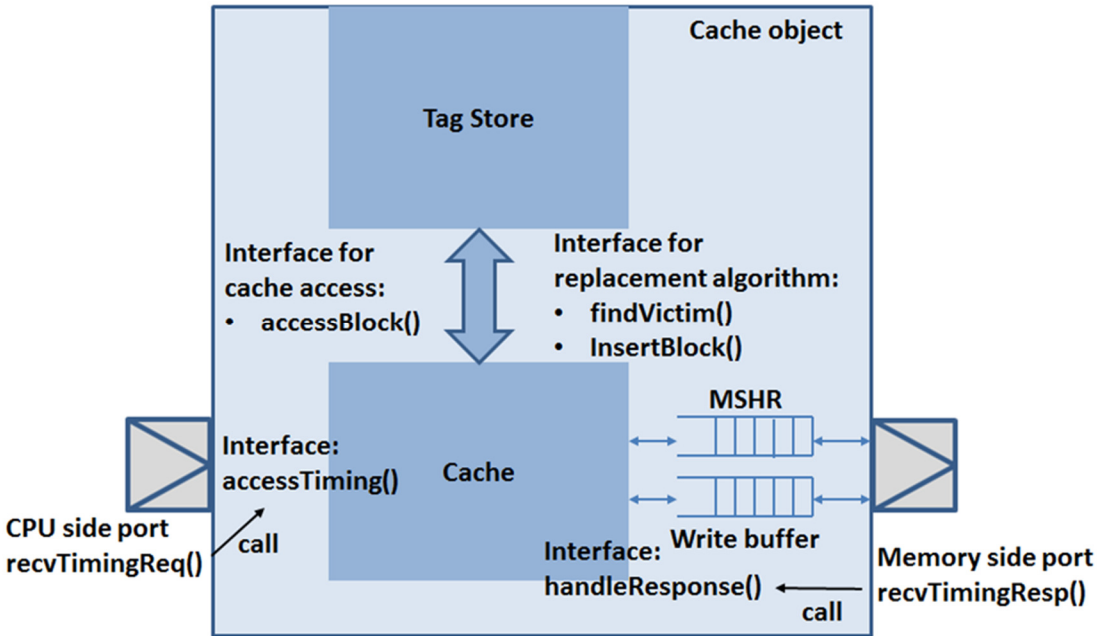 Cache object
Tag Store
Interface for
cache access:
• accessBlock()
Interface for
replacement algorithm:
• findVictim()
• InsertBlock()
MSHR
Interface:
accessTiming()
Cache
CPU side port
recvTimingReq()
call
Write buffer
Interface:
handleResponse()
Memory side port
recvTimingResp()
call